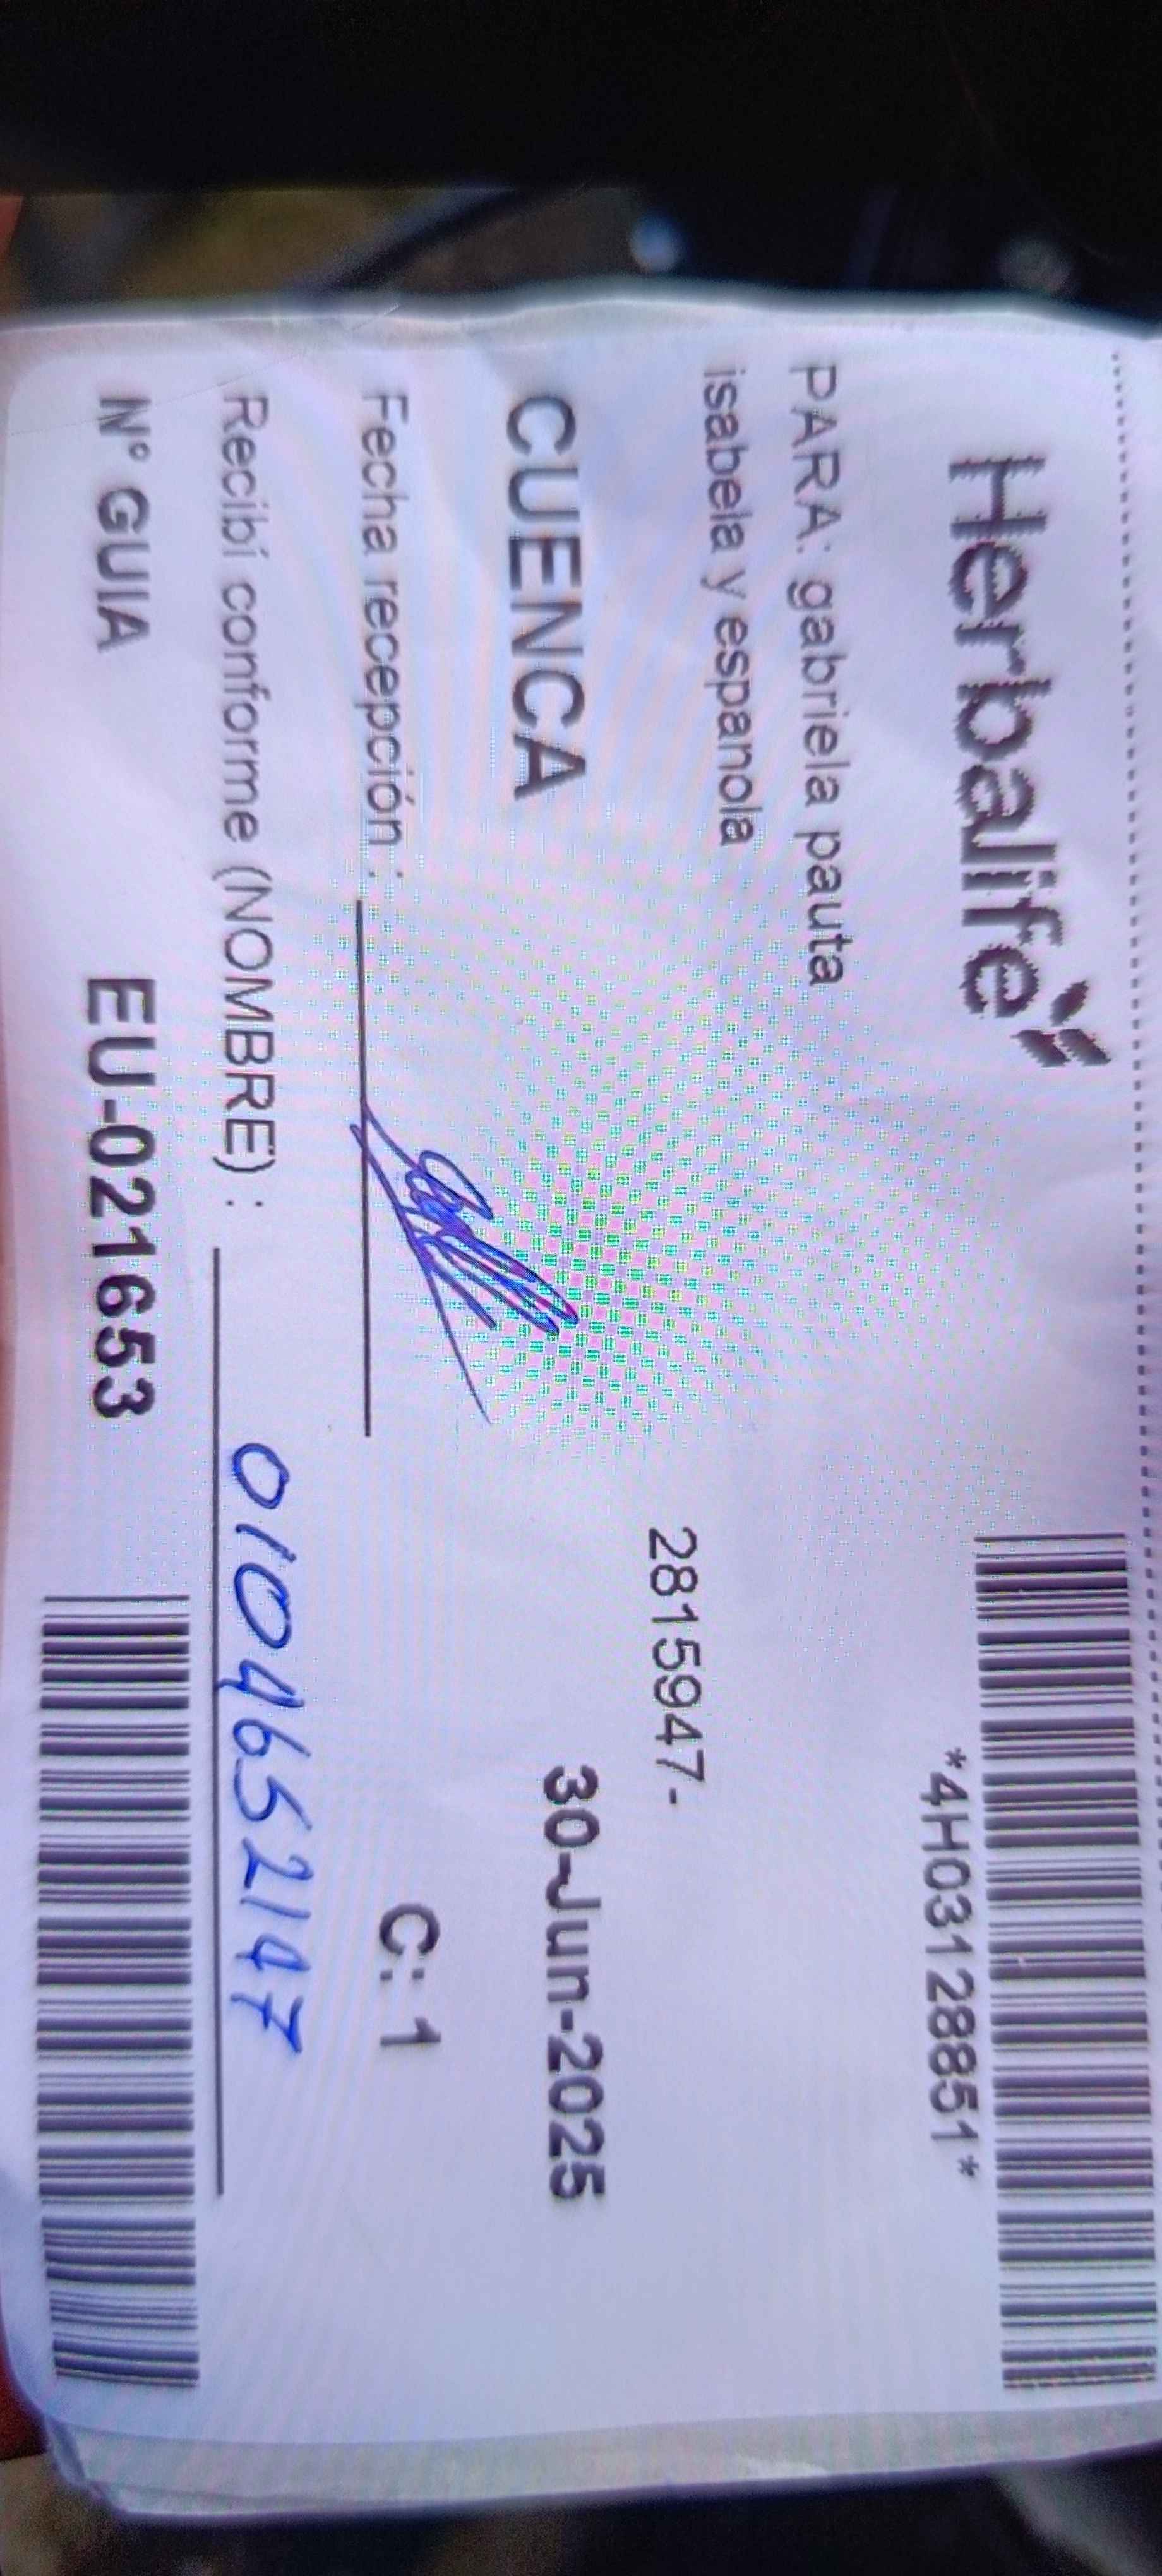 Herbalife
*4H03128851*
PARA: gabriela pauta
isabela y espanola
2815947-
CUENCA
30-Jun-2025
Fecha recepción :
C: 1
Recibí conforme (NOMBRE) :
0104652147
N° GUIA
EU-021653